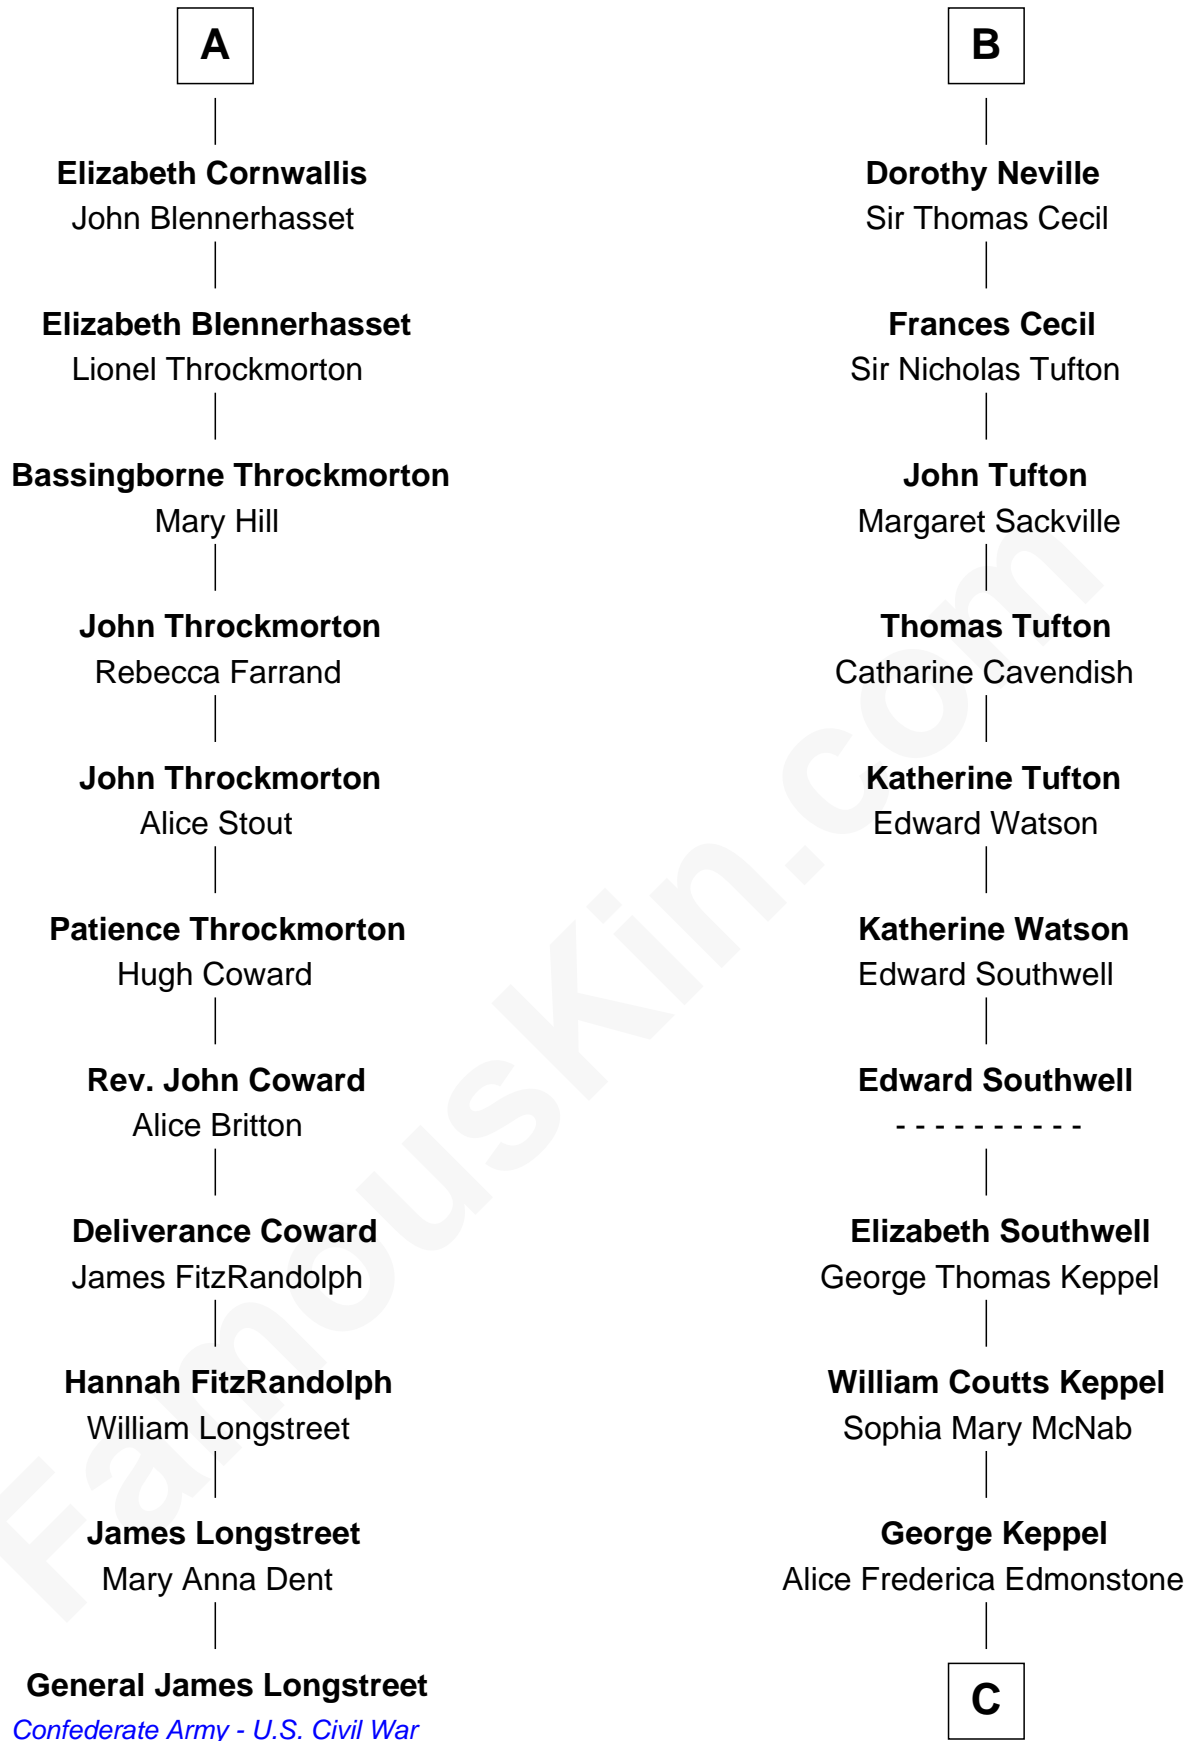 A
Elizabeth Cornwallis
John Blennerhasset
Elizabeth Blennerhasset
Lionel Throckmorton
Bassingborne Throckmorton
Mary Hill
John Throckmorton
Rebecca Farrand
John Throckmorton
Alice Stout
Patience Throckmorton
Hugh Coward
Rev. John Coward
Alice Britton
Deliverance Coward
James FitzRandolph
Hannah FitzRandolph
William Longstreet
James Longstreet
Mary Anna Dent
General James Longstreet
Confederate Army - U.S. Civil War
B
Dorothy Neville
Sir Thomas Cecil
Frances Cecil
Sir Nicholas Tufton
John Tufton
Margaret Sackville
Thomas Tufton
Catharine Cavendish
Katherine Tufton
Edward Watson
Katherine Watson
Edward Southwell
Edward Southwell
- - - - - - - - - -
Elizabeth Southwell
George Thomas Keppel
William Coutts Keppel
Sophia Mary McNab
George Keppel
Alice Frederica Edmonstone
C
FamousKin.com